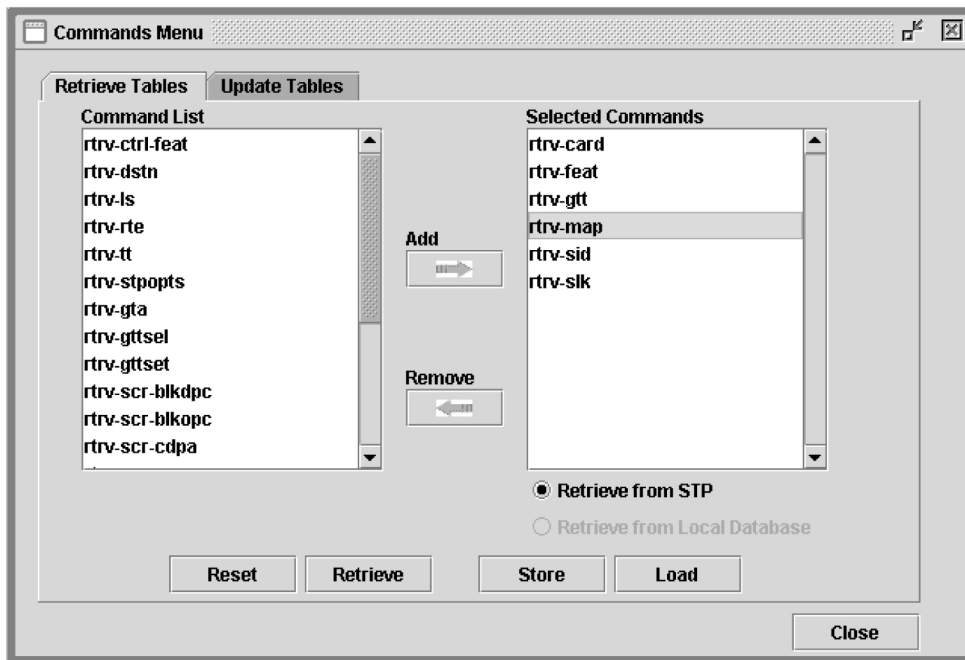 Commands Menu
Retrieve Tables
Update Tables
Command List
rtrv-ctrl-feat
rtrv-dstn
rtrv-ls
rtrv-rte
rtrv-tt
rtrv-stpopts
rtrv-gta
rtrv-gttsel
rtrv-gttset
rtrv-scr-blkdpc
rtrv-scr-blkopc
rtrv-scr-cdpa
Add
Remove
Selected Commands
rtrv-card
rtrv-feat
rtrv-gtt
rtrv-map
rtrv-sid
rtrv-slk
Retrieve from STP
Retrieve from Local Database
Reset
Retrieve
Store
Load
Close